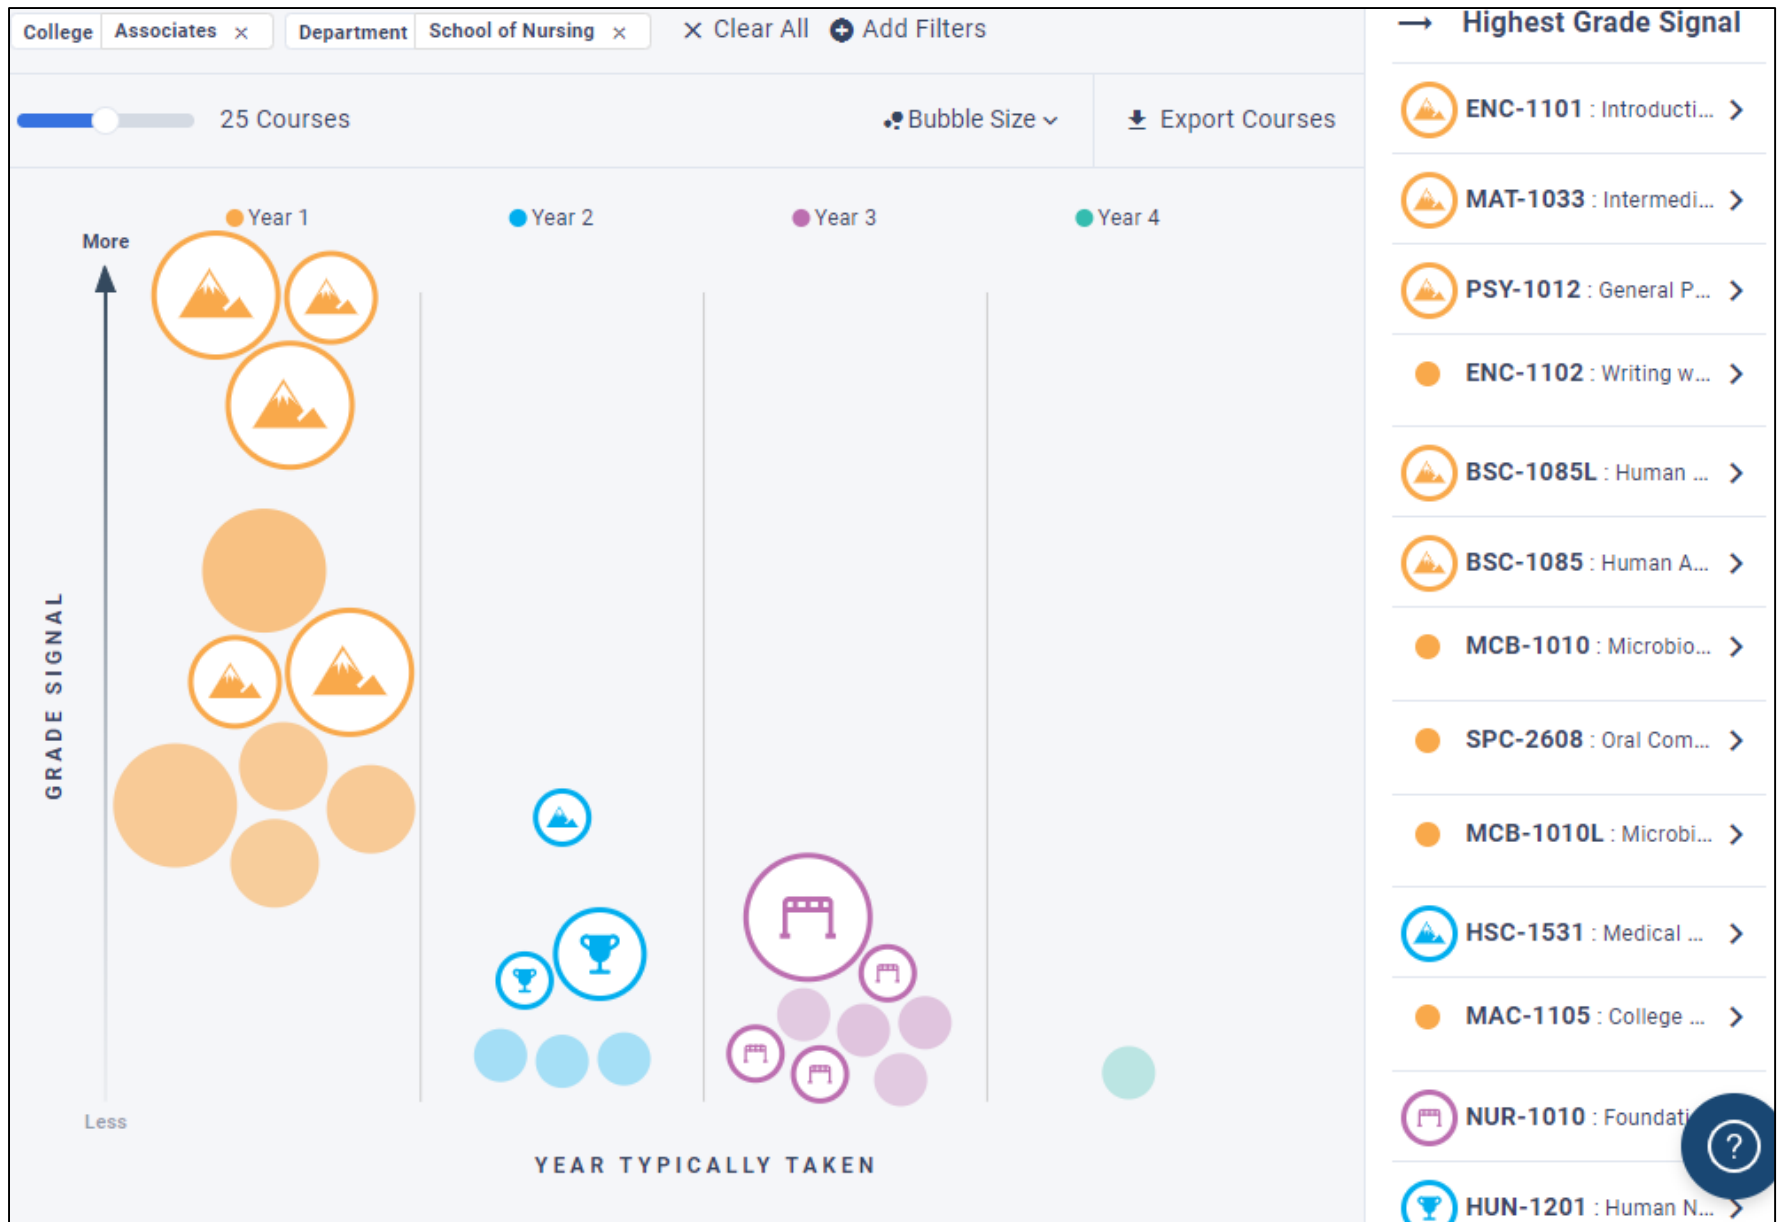 College Associates × Department School of Nursing × × Clear All Add Filters
25 Courses Bubble Size Export Courses
Year 1 Year 2 Year 3 Year 4
More
GRADE SIGNAL
Less
YEAR TYPICALLY TAKEN
→ Highest Grade Signal
ENC-1101 : Introducti...
MAT-1033 : Intermedi...
PSY-1012 : General P...
ENC-1102 : Writing w...
BSC-1085L : Human ...
BSC-1085 : Human A...
MCB-1010 : Microbio...
SPC-2608 : Oral Com...
MCB-1010L : Microbi...
HSC-1531 : Medical ...
MAC-1105 : College ...
NUR-1010 : Foundati
?
HUN-1201 : Human N...